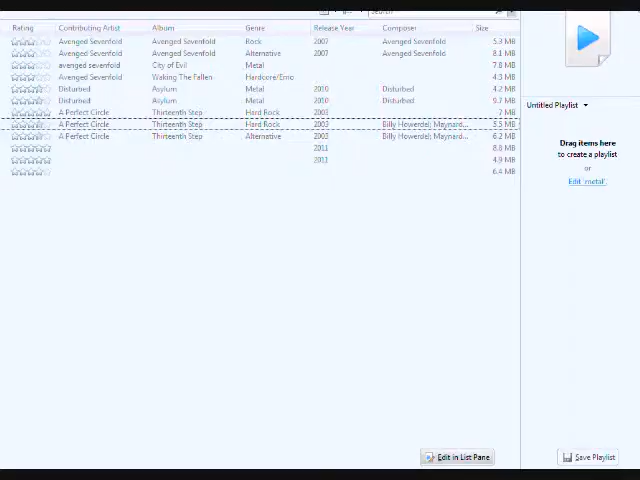 Search
Rating Contributing Artist Album Genre Release Year Composer Size
Avenged Sevenfold Avenged Sevenfold Rock 2007 Avenged Sevenfold 5.3 MB
Avenged Sevenfold Avenged Sevenfold Alternative 2007 Avenged Sevenfold 8.1 MB
avenged sevenfold City of Evil Metal 7.8 MB
Avenged Sevenfold Waking The Fallen Hardcore/Emo 4.3 MB
Disturbed Asylum Metal 2010 Disturbed 4.2 MB
Disturbed Asylum Metal 2010 Disturbed 9.7 MB
A Perfect Circle Thirteenth Step Hard Rock 2003 7 MB
A Perfect Circle Thirteenth Step Hard Rock 2003 Billy Howerdel; Maynard... 5.5 MB
A Perfect Circle Thirteenth Step Alternative 2003 Billy Howerdel; Maynard... 6.2 MB
2011 8.8 MB
2011 4.9 MB
6.4 MB
Untitled Playlist
Drag items here
to create a playlist
or
Edit 'metal'.
Edit in List Pane
Save Playlist